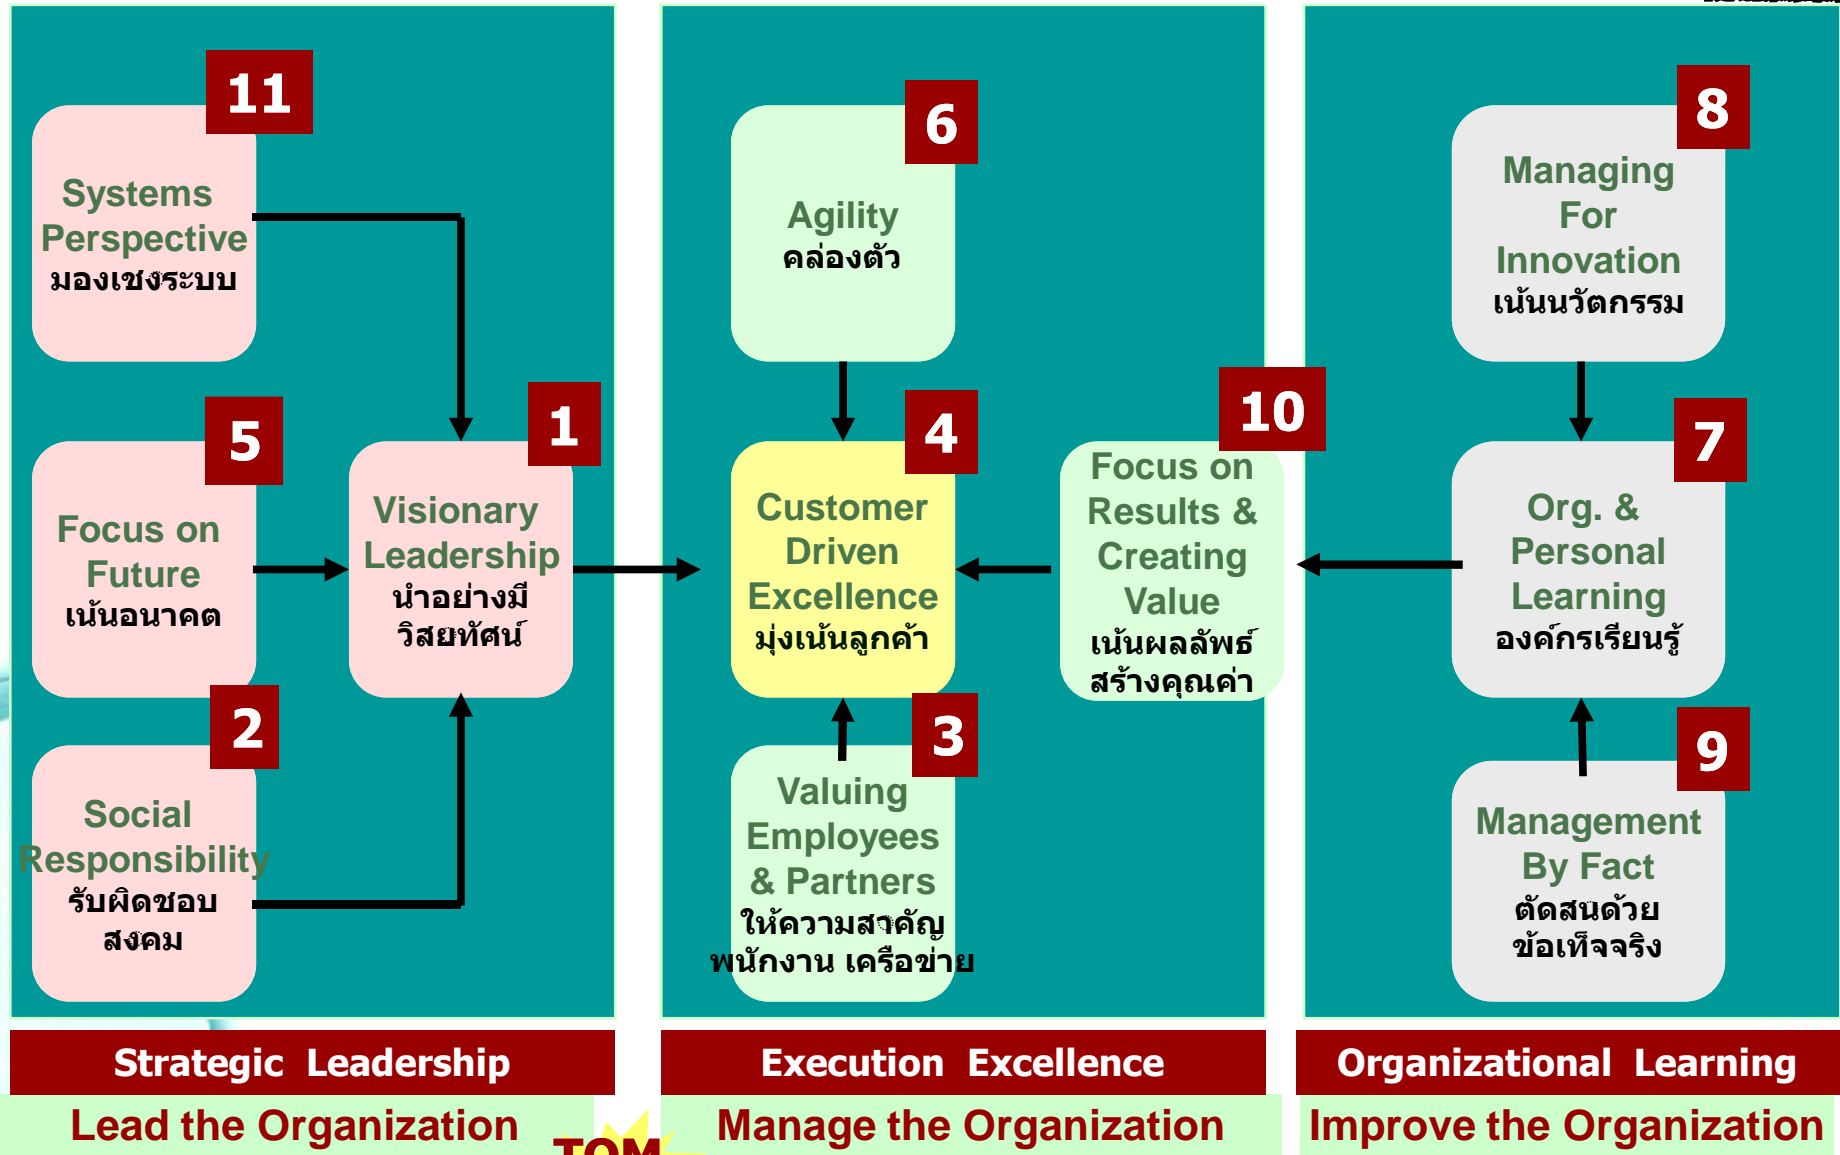 11
Systems
Perspective
มองเชิงระบบ
5
Focus on
Future
เน้นอนาคต
2
Social
Responsibility
รับผิดชอบ
สังคม
1
Visionary
Leadership
นำอย่างมี
วิสัยทัศน์
6
Agility
คล่องตัว
4
Customer
Driven
Excellence
มุ่งเน้นลูกค้า
3
Valuing
Employees
& Partners
ให้ความสำคัญ
พนักงาน เครือข่าย
10
Focus on
Results &
Creating
Value
เน้นผลลัพธ์
สร้างคุณค่า
8
Managing
For
Innovation
เน้นนวัตกรรม
7
Org. &
Personal
Learning
องค์กรเรียนรู้
9
Management
By Fact
ตัดสินด้วย
ข้อเท็จจริง
Strategic Leadership
Execution Excellence
Organizational Learning
Lead the Organization
Manage the Organization
Improve the Organization
TQM